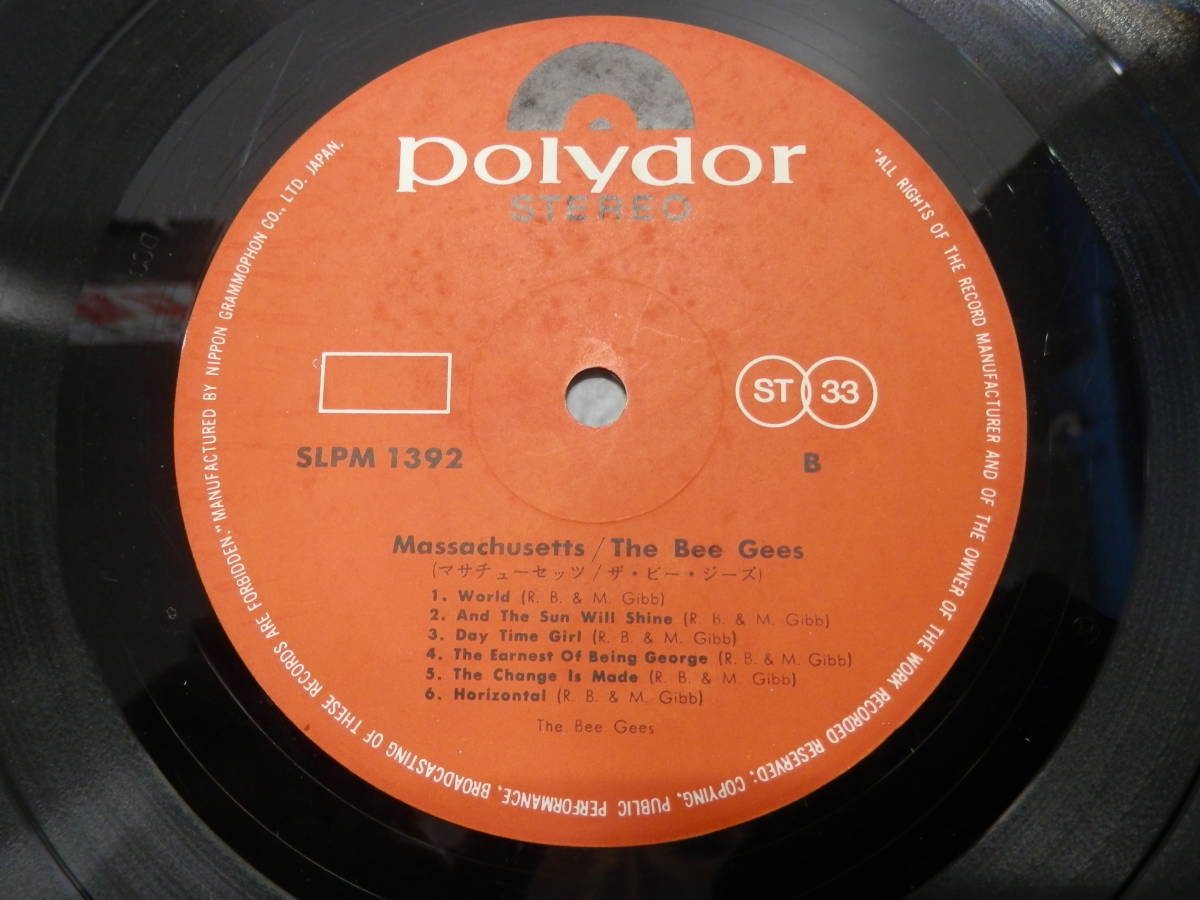 polydor
STEREO
ST 33
SLPM 1392
B
Massachusetts / The Bee Gees
(マサチューセッツ / ザ・ビー・ジーズ)
1. World (R. B. & M. Gibb)
2. And The Sun Will Shine (R. B. & M. Gibb)
3. Day Time Girl (R. B. & M. Gibb)
4. The Earnest Of Being George (R. B. & M. Gibb)
5. The Change Is Made (R. B. & M. Gibb)
6. Horizontal (R. B. & M. Gibb)
The Bee Gees
"ALL RIGHTS OF THE RECORD MANUFACTURER AND OF THE OWNER OF THE WORK RECORDED RESERVED: COPYING, PUBLIC PERFORMANCE, BROADCASTING OF THESE RECORDS ARE FORBIDDEN." MANUFACTURED BY NIPPON GRAMMOPHON CO., LTD. JAPAN.